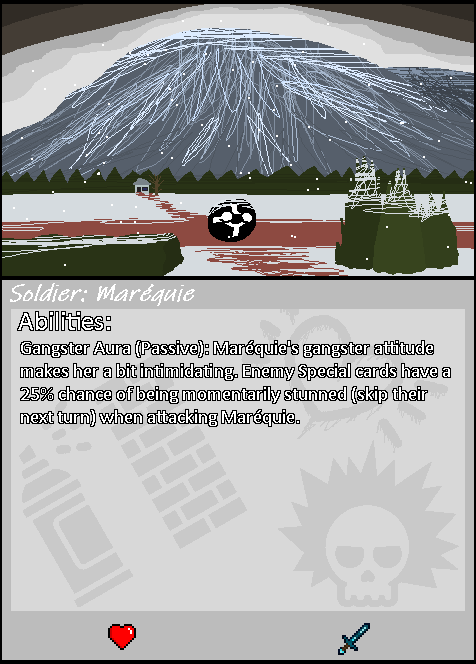 Soldier: Maréquie
Abilities:
Gangster Aura (Passive): Maréquie's gangster attitude
makes her a bit intimidating. Enemy Special cards have a
25% chance of being momentarily stunned (skip their
next turn) when attacking Maréquie.